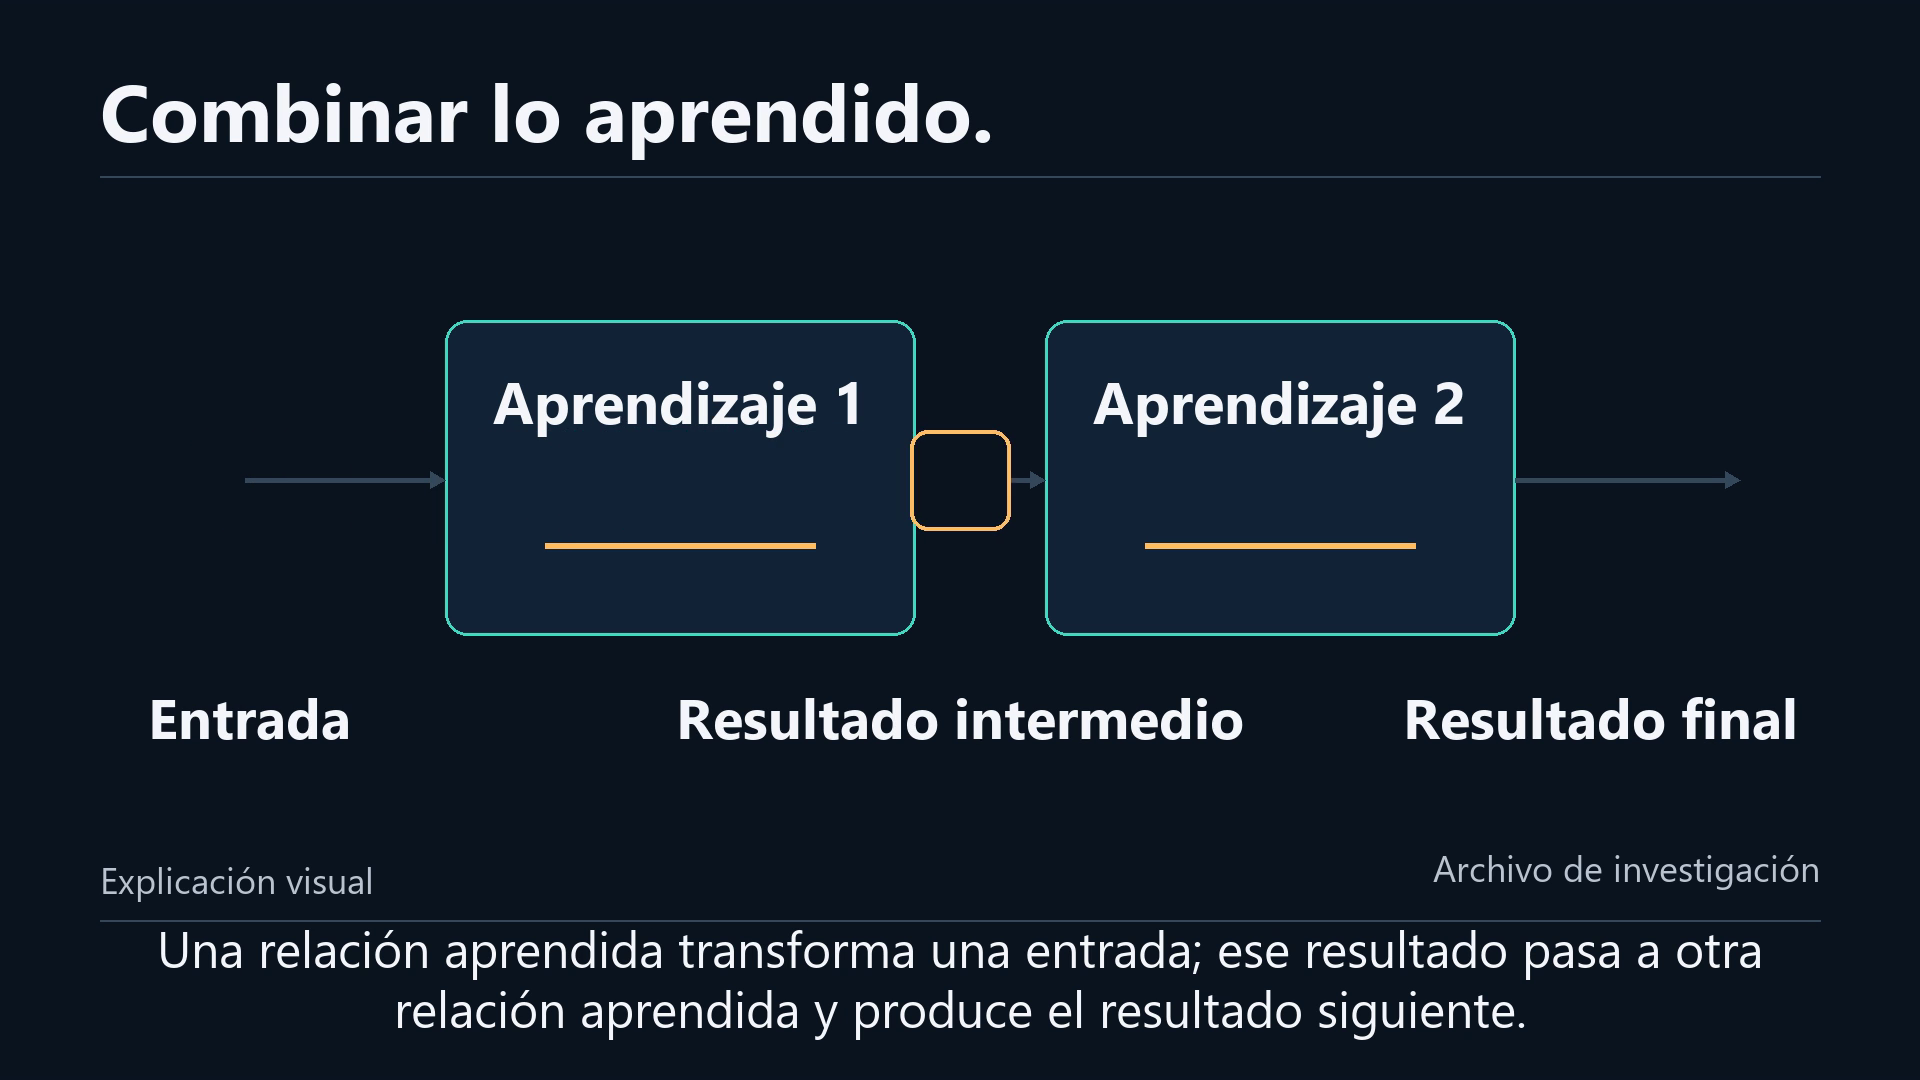 Combinar lo aprendido.
Aprendizaje 1
Aprendizaje 2
Entrada
Resultado intermedio
Resultado final
Explicación visual
Archivo de investigación
Una relación aprendida transforma una entrada; ese resultado pasa a otra
relación aprendida y produce el resultado siguiente.